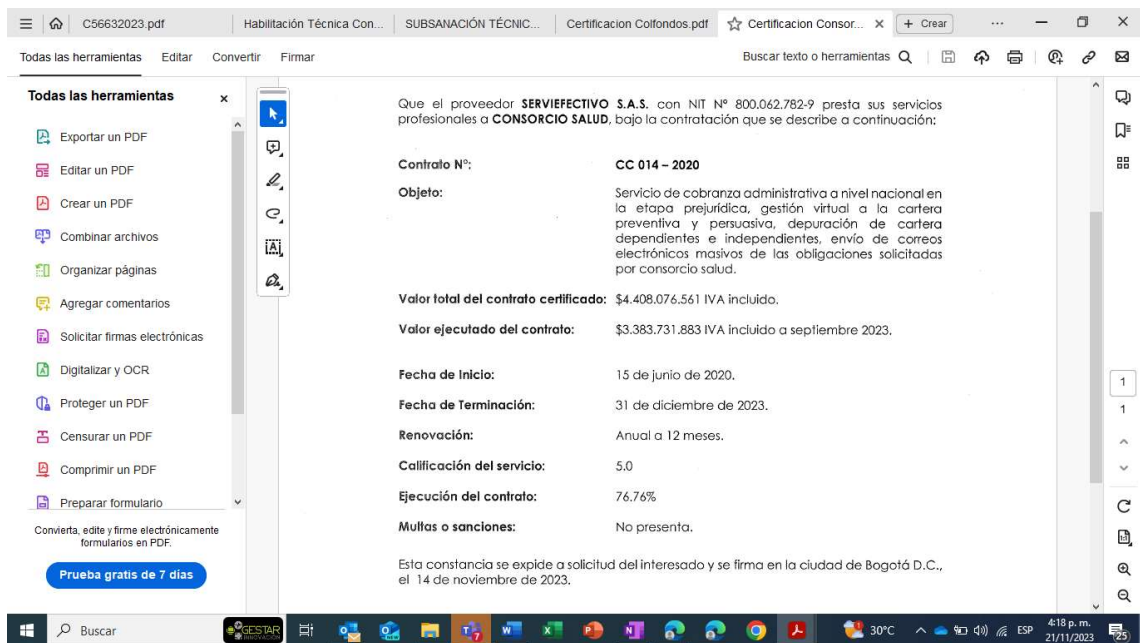 C56632023.pdf
Habilitación Técnica Con...
SUBSANACIÓN TÉCNIC...
Certificacion Colfondos.pdf
Certificacion Consor...
+ Crear
Todas las herramientas
Editar
Convertir
Firmar
Buscar texto o herramientas
Todas las herramientas
Exportar un PDF
Editar un PDF
Crear un PDF
Combinar archivos
Organizar páginas
Agregar comentarios
Solicitar firmas electrónicas
Digitalizar y OCR
Proteger un PDF
Censurar un PDF
Comprimir un PDF
Preparar formulario
Convierta, edite y firme electrónicamente
formularios en PDF.
Prueba gratis de 7 días
Que el proveedor SERVIEFECTIVO S.A.S. con NIT Nº 800.062.782-9 presta sus servicios
profesionales a CONSORCIO SALUD, bajo la contratación que se describe a continuación:
Contrato Nº: CC 014 – 2020
Objeto: Servicio de cobranza administrativa a nivel nacional en
la etapa prejurídica, gestión virtual a la cartera
preventiva y persuasiva, depuración de cartera
dependientes e independientes, envío de correos
electrónicos masivos de las obligaciones solicitadas
por consorcio salud.
Valor total del contrato certificado: $4.408.076.561 IVA incluido.
Valor ejecutado del contrato: $3.383.731.883 IVA incluido a septiembre 2023.
Fecha de Inicio: 15 de junio de 2020.
Fecha de Terminación: 31 de diciembre de 2023.
Renovación: Anual a 12 meses.
Calificación del servicio: 5.0
Ejecución del contrato: 76.76%
Multas o sanciones: No presenta.
Esta constancia se expide a solicitud del interesado y se firma en la ciudad de Bogotá D.C.,
el 14 de noviembre de 2023.
1
1
Buscar
GESTAR
INNOVACIÓN
30°C
ESP
4:18 p. m.
21/11/2023